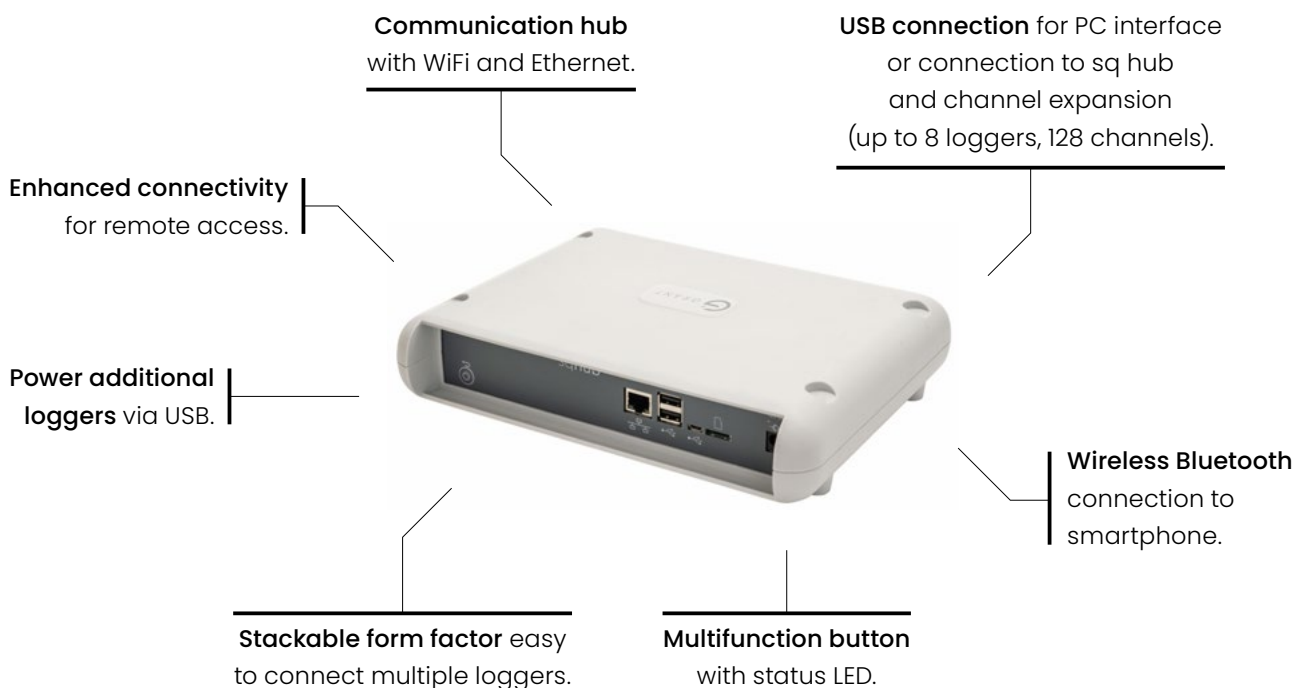 Communication hub
with WiFi and Ethernet.
USB connection for PC interface
or connection to sq hub
and channel expansion
(up to 8 loggers, 128 channels).
Enhanced connectivity
for remote access.
Power additional
loggers via USB.
Wireless Bluetooth
connection to
smartphone.
Stackable form factor easy
to connect multiple loggers.
Multifunction button
with status LED.
GRANT